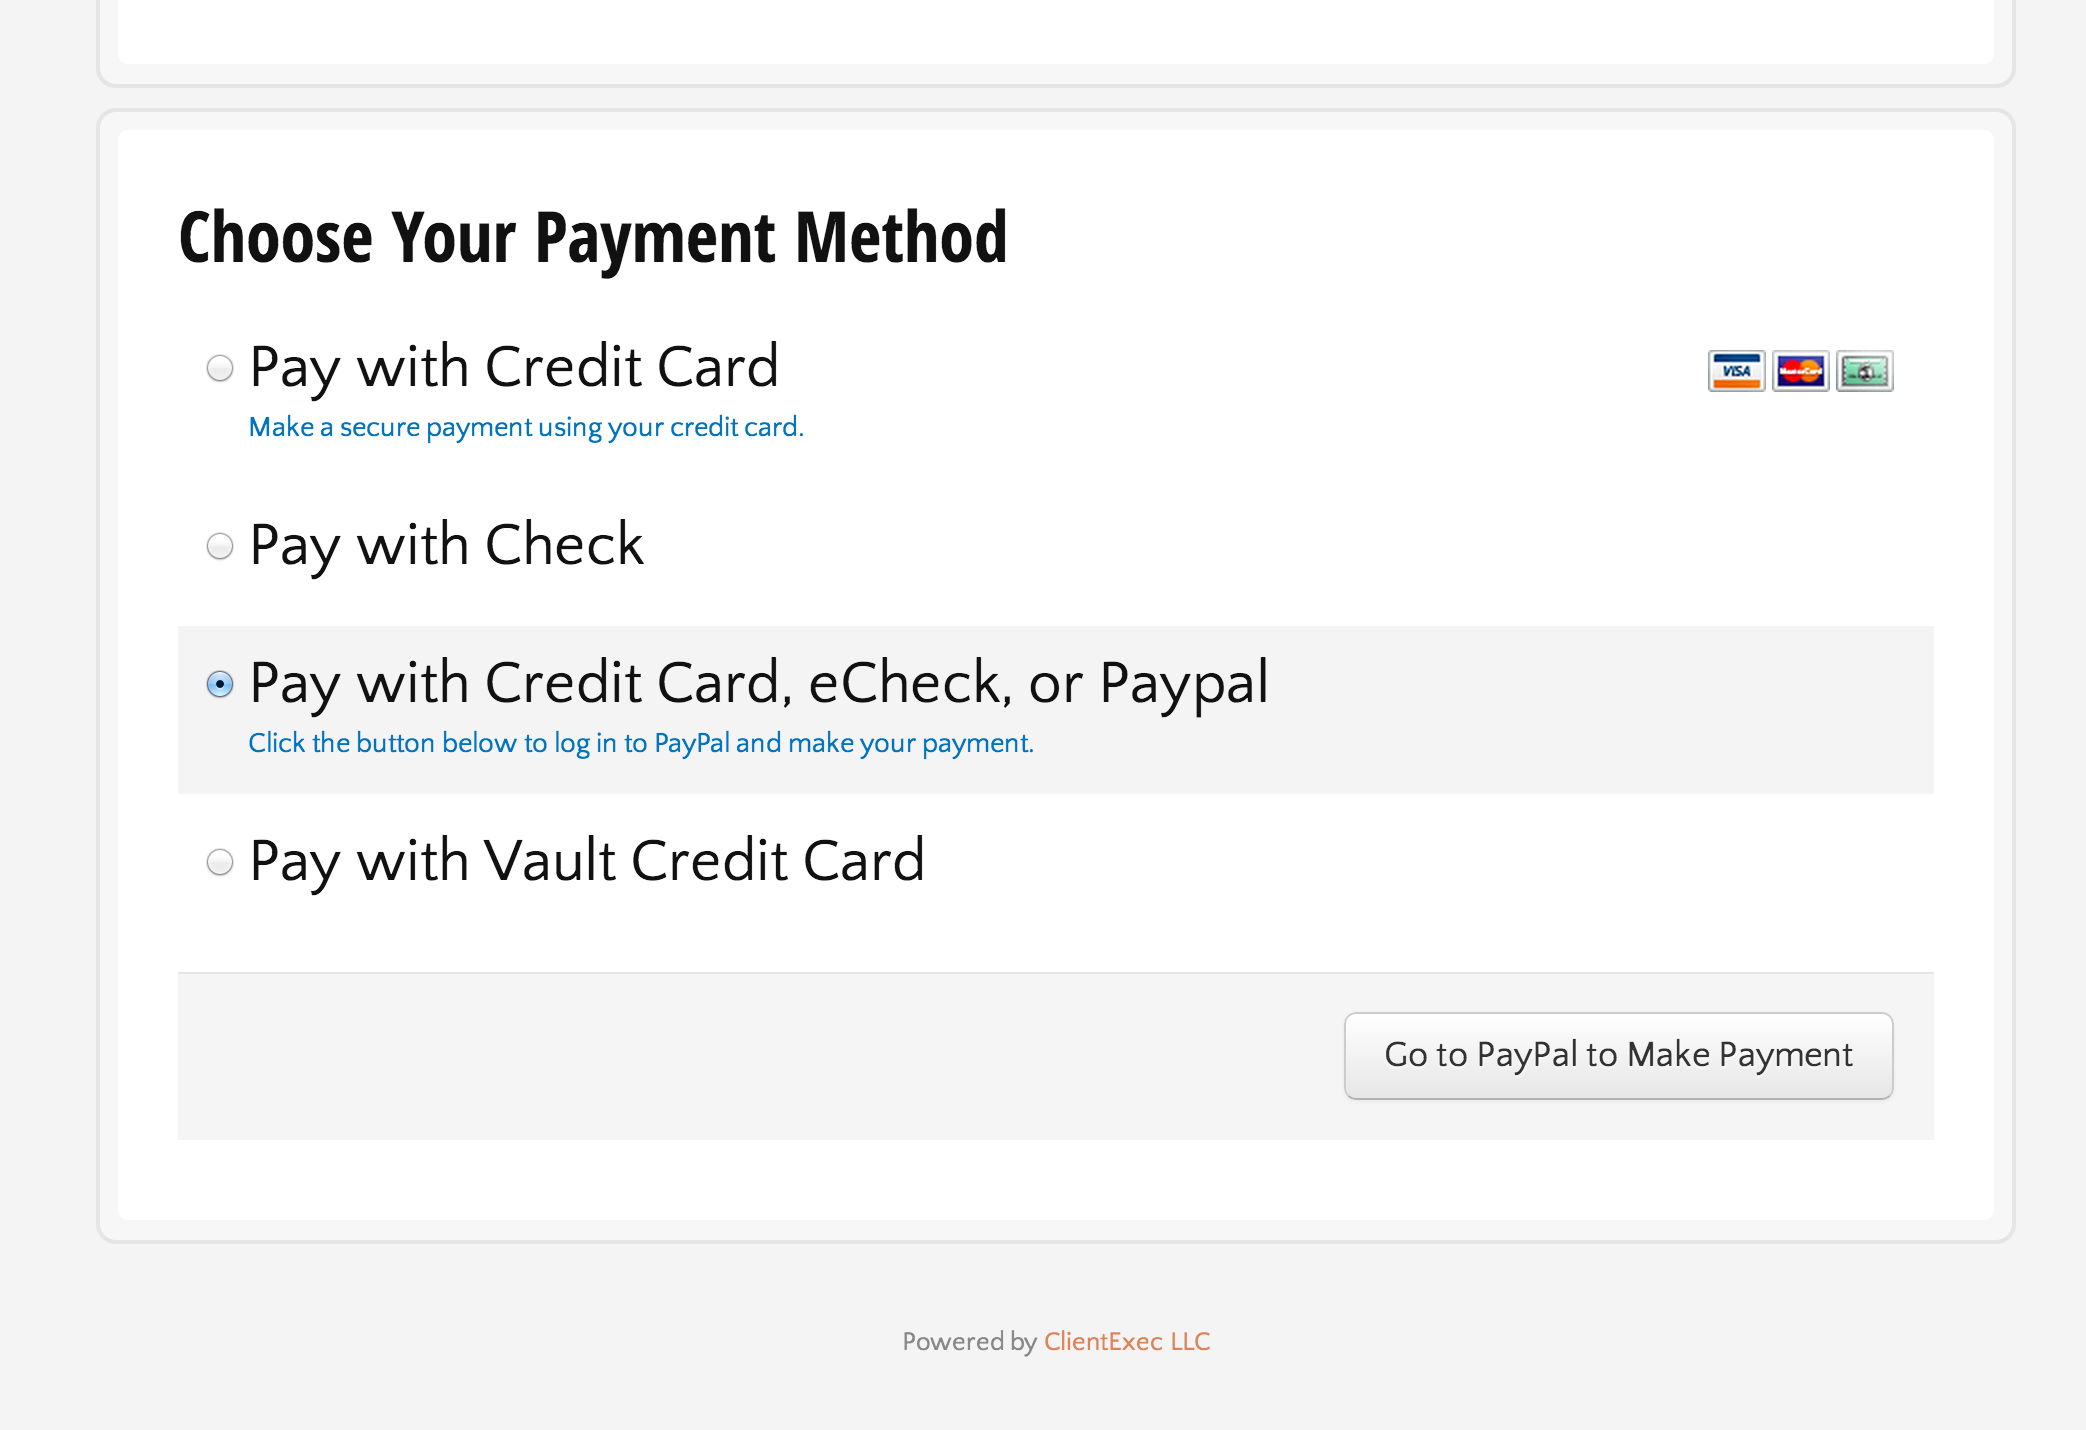 Choose Your Payment Method
Pay with Credit Card
VISA
MasterCard
Make a secure payment using your credit card.
Pay with Check
Pay with Credit Card, eCheck, or Paypal
Click the button below to log in to PayPal and make your payment.
Pay with Vault Credit Card
Go to PayPal to Make Payment
Powered by ClientExec LLC